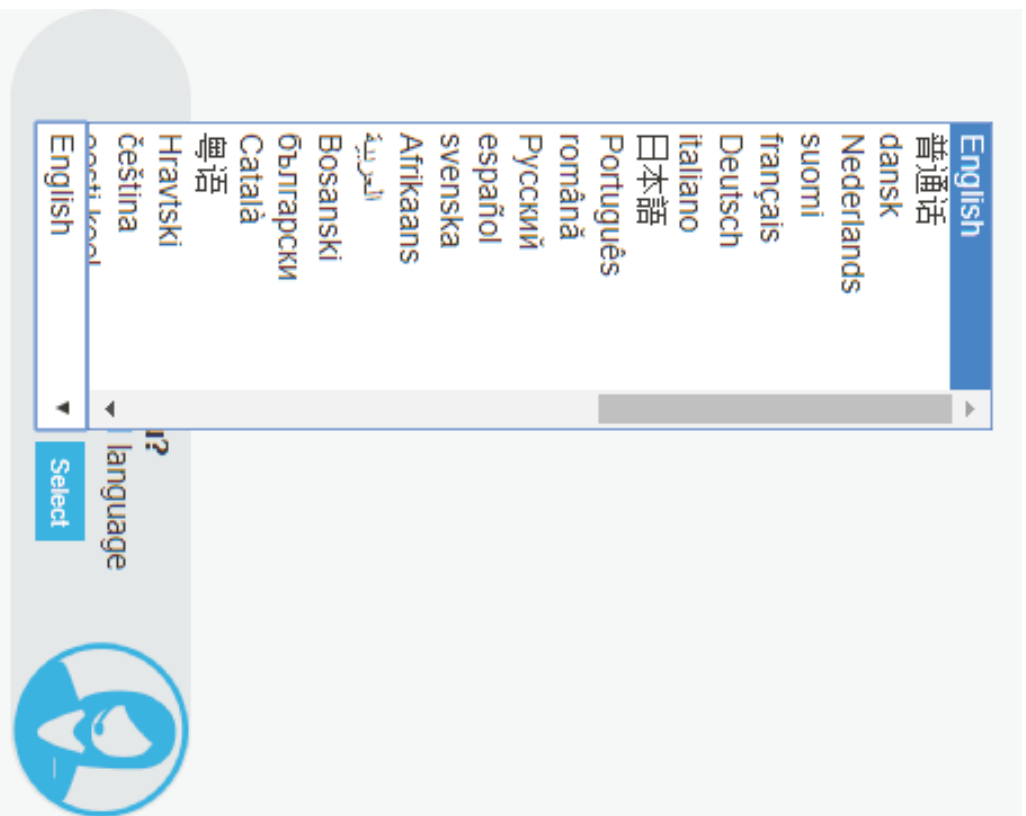 English
普通话
dansk
Nederlands
suomi
français
Deutsch
italiano
日本語
Português
română
Русский
español
svenska
Afrikaans
العربية
Bosanski
български
Català
粤语
Hravtski
čeština
English
language
Select